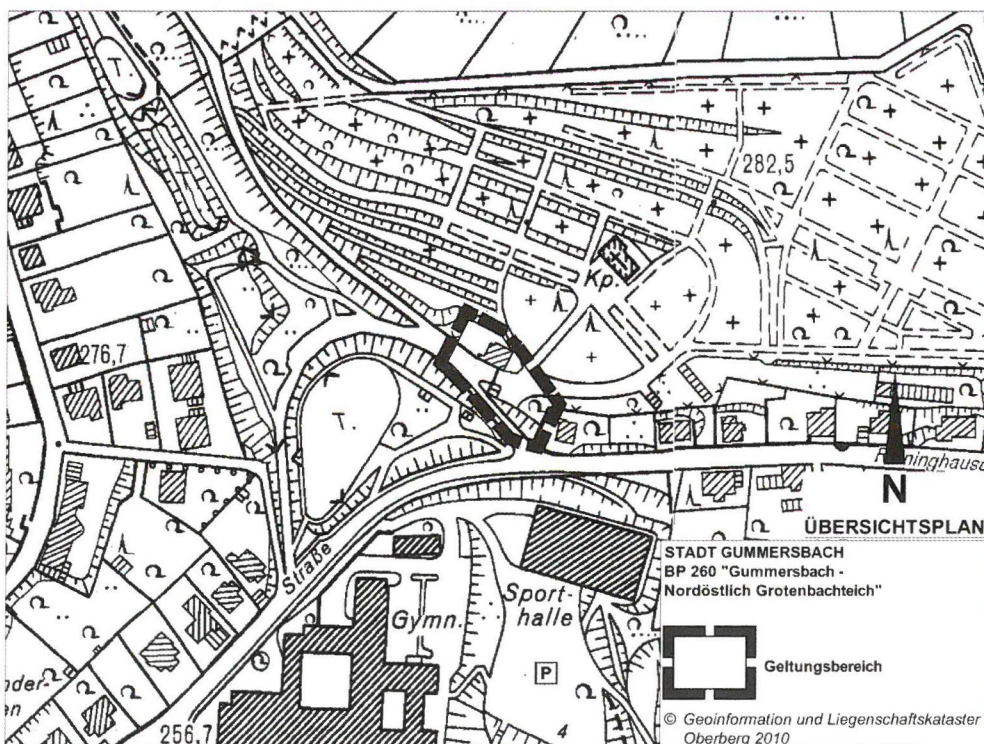 T.
282,5
Kp.
276,7
T.
N
ÜBERSICHTSPLAN
Straße
Gymn.
Sport-
halle
P
256,7
4
STADT GUMMERSBACH
BP 260 "Gummersbach -
Nordöstlich Grotenbachteich"
Geltungsbereich
© Geoinformation und Liegenschaftskataster
Oberberg 2010